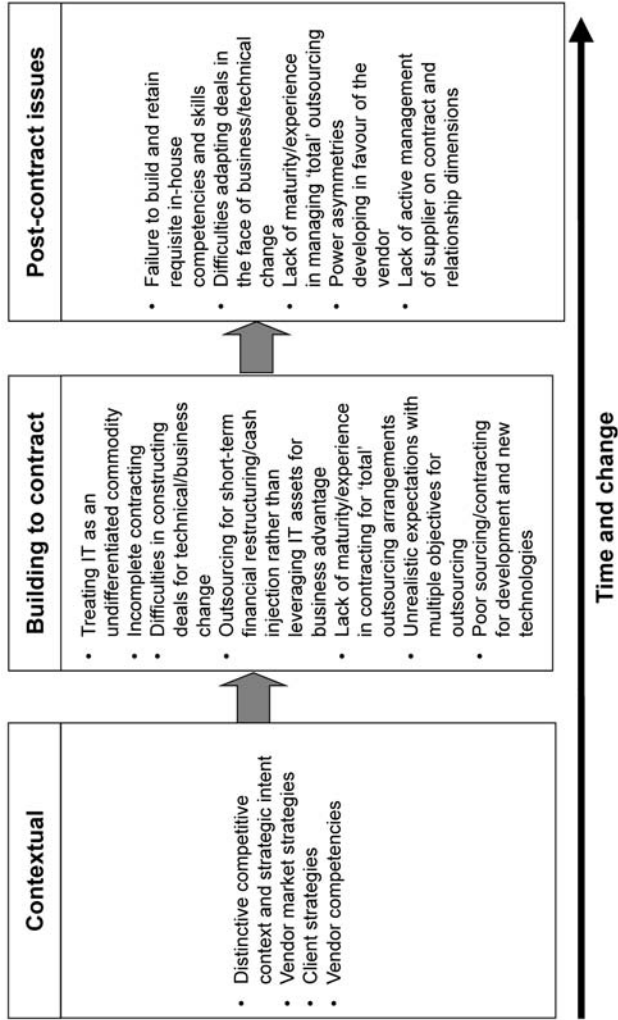 Contextual
• Distinctive competitive
context and strategic intent
• Vendor market strategies
• Client strategies
• Vendor competencies
Building to contract
• Treating IT as an
undifferentiated commodity
• Incomplete contracting
• Difficulties in constructing
deals for technical/business
change
• Outsourcing for short-term
financial restructuring/cash
injection rather than
leveraging IT assets for
business advantage
• Lack of maturity/experience
in contracting for ‘total’
outsourcing arrangements
• Unrealistic expectations with
multiple objectives for
outsourcing
• Poor sourcing/contracting
for development and new
technologies
Post-contract issues
• Failure to build and retain
requisite in-house
competencies and skills
• Difficulties adapting deals in
the face of business/technical
change
• Lack of maturity/experience
in managing ‘total’ outsourcing
• Power asymmetries
developing in favour of the
vendor
• Lack of active management
of supplier on contract and
relationship dimensions
Time and change